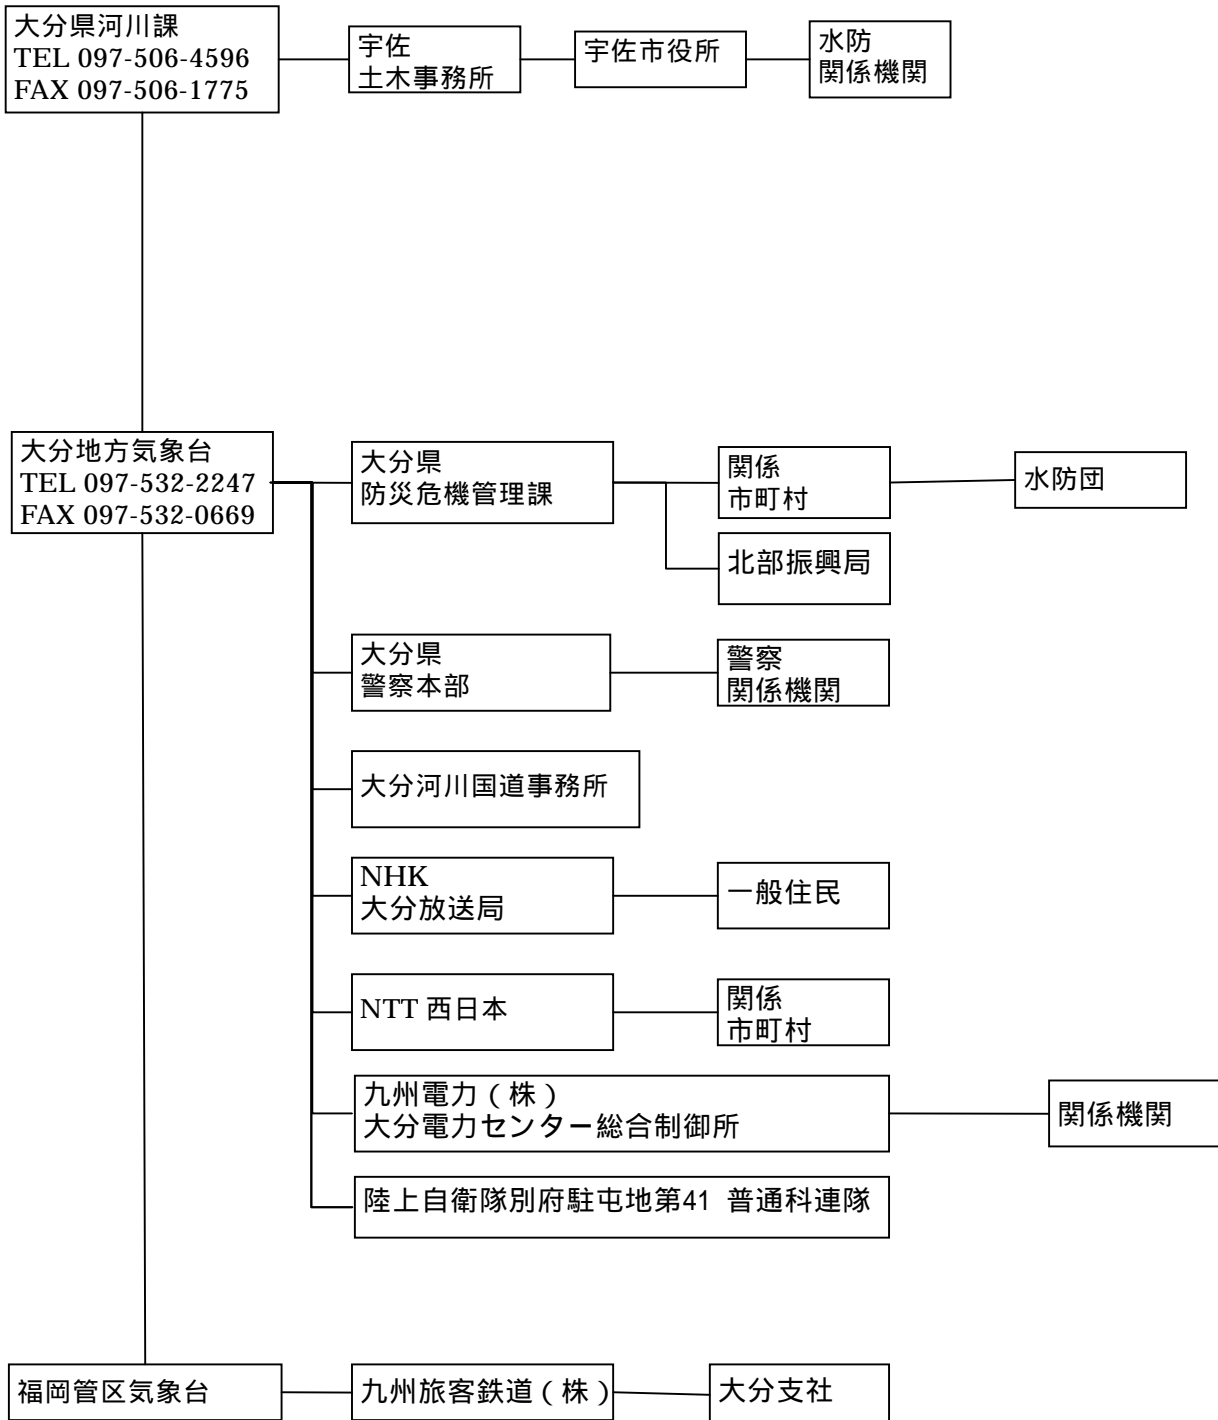 大分県河川課
TEL 097-506-4596
FAX 097-506-1775
宇佐
土木事務所
宇佐市役所
水防
関係機関
大分地方気象台
TEL 097-532-2247
FAX 097-532-0669
大分県
防災危機管理課
関係
市町村
水防団
北部振興局
大分県
警察本部
警察
関係機関
大分河川国道事務所
NHK
大分放送局
一般住民
NTT 西日本
関係
市町村
九州電力（株）
大分電力センター総合制御所
関係機関
陸上自衛隊別府駐屯地第41 普通科連隊
福岡管区気象台
九州旅客鉄道（株）
大分支社